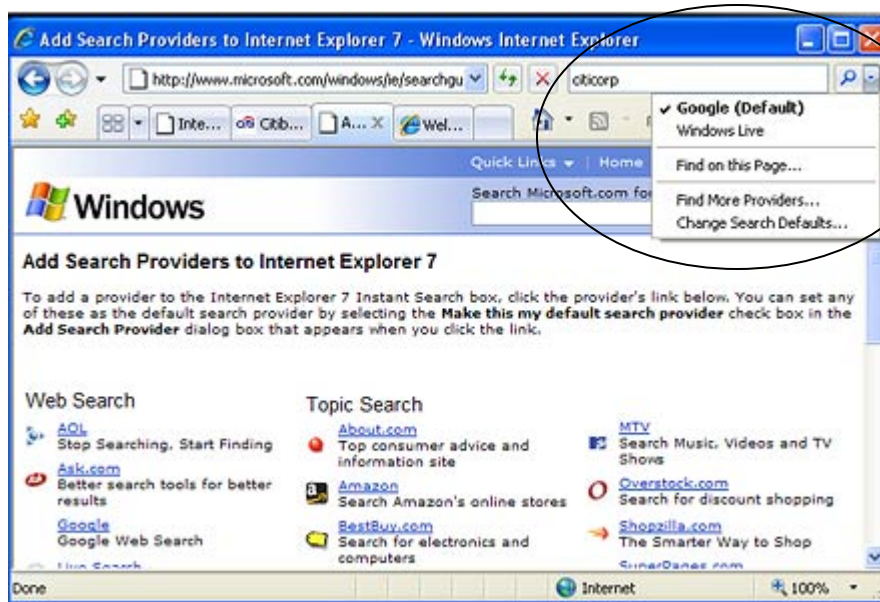 Add Search Providers to Internet Explorer 7 - Windows Internet Explorer
http://www.microsoft.com/windows/ie/searchgu
citicorp
Inte...
Citib...
A...
Wel...
Google (Default)
Windows Live
Find on this Page...
Find More Providers...
Change Search Defaults...
Quick Links
Home
Windows
Search Microsoft.com for
Add Search Providers to Internet Explorer 7
To add a provider to the Internet Explorer 7 Instant Search box, click the provider's link below. You can set any
of these as the default search provider by selecting the Make this my default search provider check box in the
Add Search Provider dialog box that appears when you click the link.
Web Search
AOL
Stop Searching, Start Finding
Ask.com
Better search tools for better
results
Google
Google Web Search
Live Search
Topic Search
About.com
Top consumer advice and
information site
Amazon
Search Amazon's online stores
BestBuy.com
Search for electronics and
computers
MTV
Search Music, Videos and TV
Shows
Overstock.com
Search for discount shopping
Shopzilla.com
The Smarter Way to Shop
SuperPages.com
Done
Internet
100%